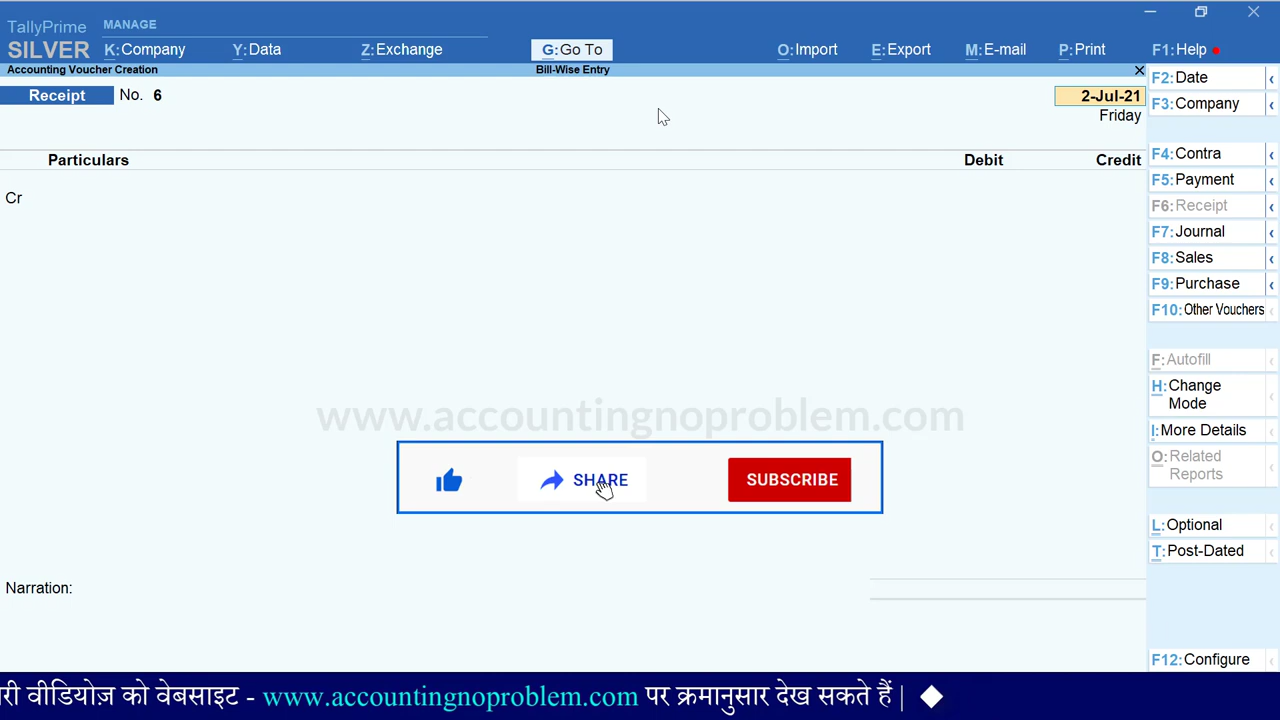 TallyPrime
MANAGE
SILVER
K:Company
Y:Data
Z:Exchange
G:Go To
O:Import
E:Export
M:E-mail
P:Print
F1:Help
Accounting Voucher Creation
Bill-Wise Entry
Receipt No. 6
2-Jul-21
Friday
Particulars
Debit
Credit
Cr
www.accountingnoproblem.com
SHARE
SUBSCRIBE
Narration:
F2:Date
F3:Company
F4:Contra
F5:Payment
F6:Receipt
F7:Journal
F8:Sales
F9:Purchase
F10:Other Vouchers
F:Autofill
H:Change
Mode
I:More Details
O:Related
Reports
L:Optional
T:Post-Dated
F12:Configure
री वीडियोज़ को वेबसाइट - www.accountingnoproblem.com पर क्रमानुसार देख सकते हैं |